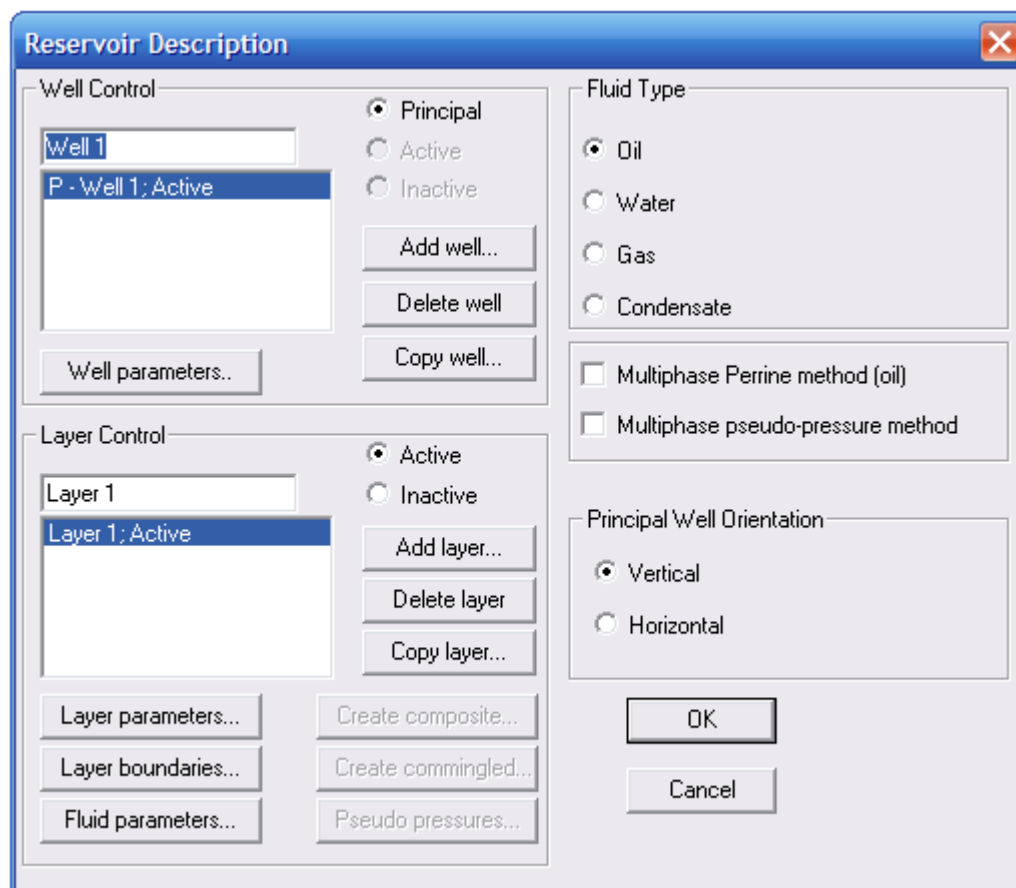 Reservoir Description
Well Control
Well 1
P - Well 1; Active
Principal
Active
Inactive
Add well...
Delete well
Copy well...
Well parameters..
Layer Control
Layer 1
Layer 1; Active
Active
Inactive
Add layer...
Delete layer
Copy layer...
Layer parameters...
Create composite...
Layer boundaries...
Create commingled...
Fluid parameters...
Pseudo pressures...
Fluid Type
Oil
Water
Gas
Condensate
Multiphase Perrine method (oil)
Multiphase pseudo-pressure method
Principal Well Orientation
Vertical
Horizontal
OK
Cancel